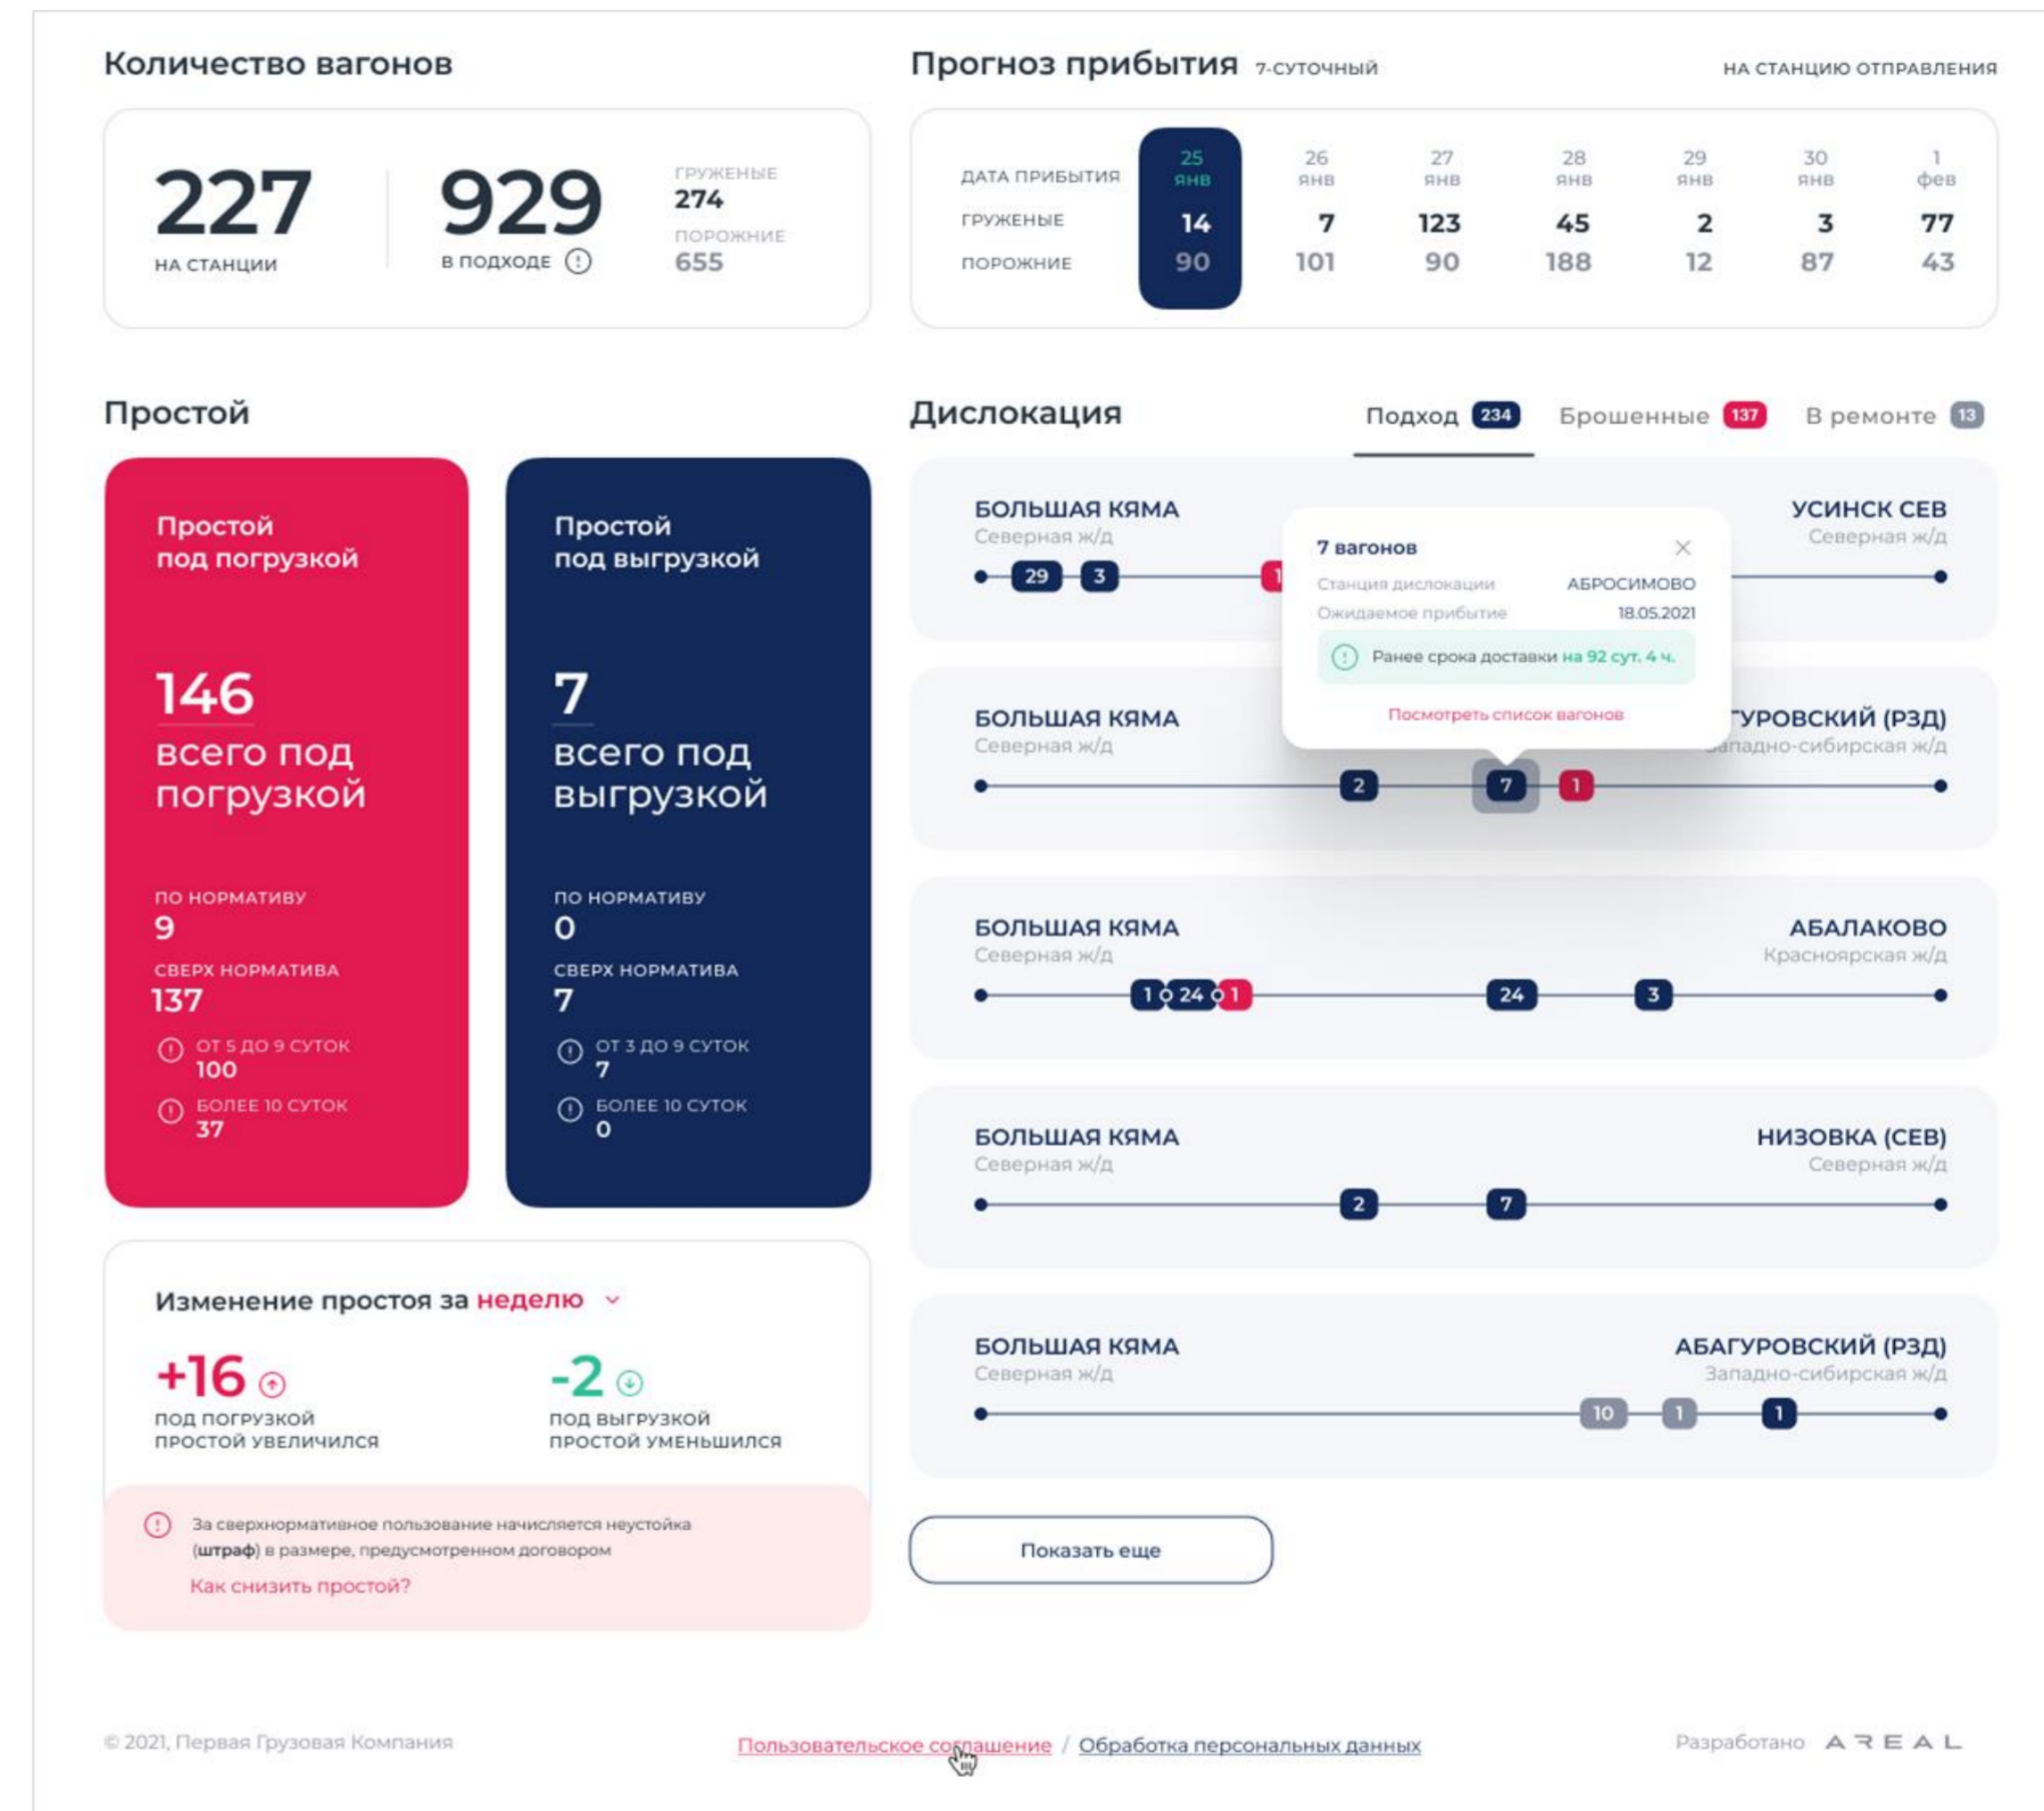 Количество вагонов
227
НА СТАНЦИИ
929
В ПОДХОДЕ
ГРУЖЕНЫЕ
274
ПОРОЖНИЕ
655
Прогноз прибытия 7-СУТОЧНЫЙ
НА СТАНЦИЮ ОТПРАВЛЕНИЯ
ДАТА ПРИБЫТИЯ 25 янв 26 янв 27 янв 28 янв 29 янв 30 янв 1 фев
ГРУЖЕНЫЕ 14 7 123 45 2 3 77
ПОРОЖНИЕ 90 101 90 188 12 87 43
Простой
Простой
под погрузкой
146
всего под
погрузкой
ПО НОРМАТИВУ
9
СВЕРХ НОРМАТИВА
137
ОТ 5 ДО 9 СУТОК
100
БОЛЕЕ 10 СУТОК
37
Простой
под выгрузкой
7
всего под
выгрузкой
ПО НОРМАТИВУ
0
СВЕРХ НОРМАТИВА
7
ОТ 3 ДО 9 СУТОК
7
БОЛЕЕ 10 СУТОК
0
Изменение простоя за неделю
+16
ПОД ПОГРУЗКОЙ
ПРОСТОЙ УВЕЛИЧИЛСЯ
-2
ПОД ВЫГРУЗКОЙ
ПРОСТОЙ УМЕНЬШИЛСЯ
За сверхнормативное пользование начисляется неустойка
(штраф) в размере, предусмотренном договором
Как снизить простой?
Дислокация
Подход 234 Брошенные 137 В ремонте 13
БОЛЬШАЯ КЯМА УСИНСК СЕВ
Северная ж/д Северная ж/д
29 3 1
7 вагонов
Станция дислокации АБРОСИМОВО
Ожидаемое прибытие 18.05.2021
Ранее срока доставки на 92 сут. 4 ч.
Посмотреть список вагонов
БОЛЬШАЯ КЯМА ГУРОВСКИЙ (РЗД)
Северная ж/д Западно-сибирская ж/д
2 7 1
БОЛЬШАЯ КЯМА АБАЛАКОВО
Северная ж/д Красноярская ж/д
1 24 1 24 3
БОЛЬШАЯ КЯМА НИЗОВКА (СЕВ)
Северная ж/д Северная ж/д
2 7
БОЛЬШАЯ КЯМА АБАГУРОВСКИЙ (РЗД)
Северная ж/д Западно-сибирская ж/д
10 1 1
Показать еще
© 2021, Первая Грузовая Компания
Пользовательское соглашение / Обработка персональных данных
Разработано AREAL